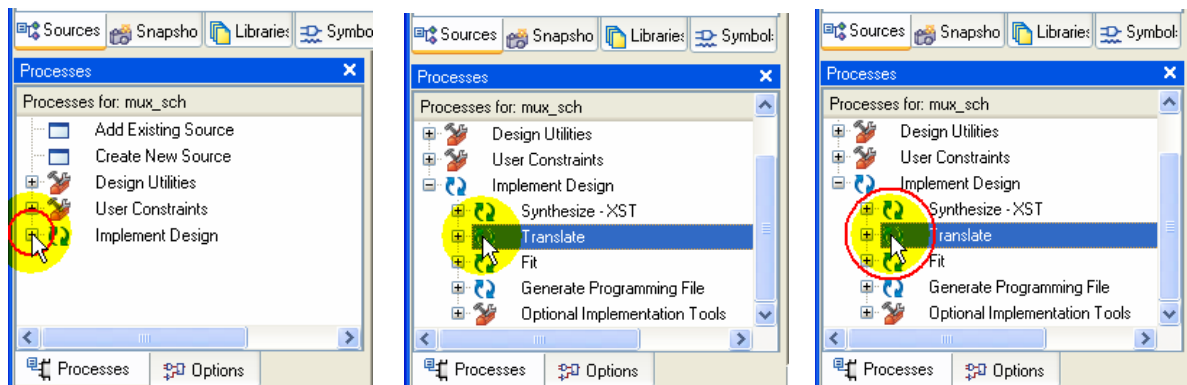 Sources Snapsho Libraries Symbo
Processes
Processes for: mux_sch
Add Existing Source
Create New Source
Design Utilities
User Constraints
Implement Design
Processes Options
Sources Snapsho Libraries Symbol
Processes
Processes for: mux_sch
Design Utilities
User Constraints
Implement Design
Synthesize - XST
Translate
Fit
Generate Programming File
Optional Implementation Tools
Processes Options
Sources Snapsho Libraries Symbol
Processes
Processes for: mux_sch
Design Utilities
User Constraints
Implement Design
Synthesize - XST
Translate
Fit
Generate Programming File
Optional Implementation Tools
Processes Options